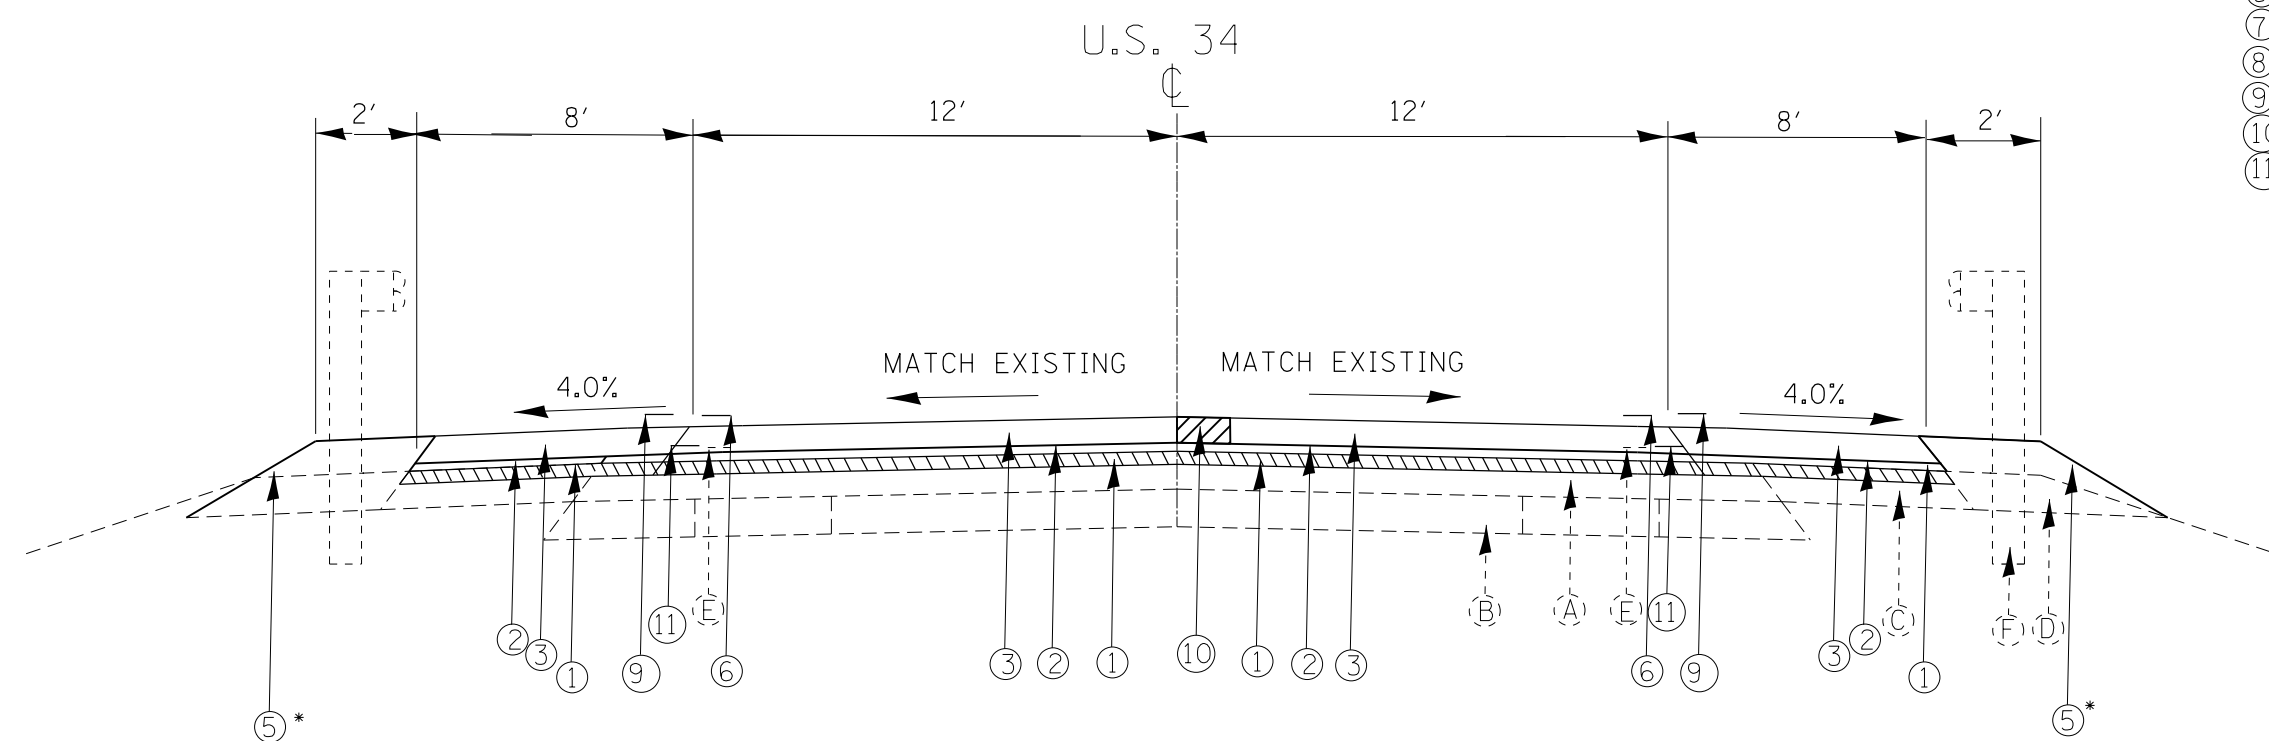 U.S. 34
℄
2' 8' 12' 12' 8' 2'
7
8
9
10
11
MATCH EXISTING MATCH EXISTING
4.0% 4.0%
2 3 1 9 11 E 6 3 2 1 10 1 2 3 B A E 11 6 9 3 2 C 1 F D
5 * 5 *